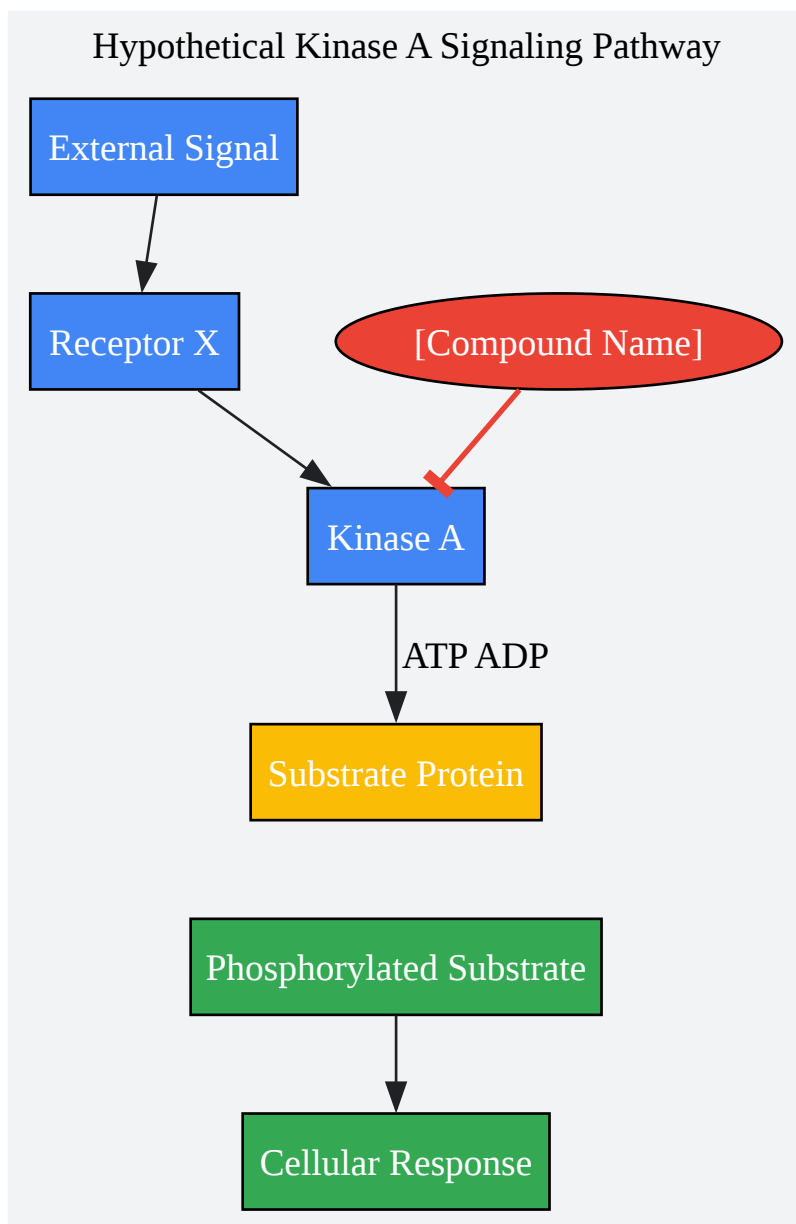 Hypothetical Kinase A Signaling Pathway
External Signal
Receptor X
[Compound Name]
Kinase A
ATP ADP
Substrate Protein
Phosphorylated Substrate
Cellular Response